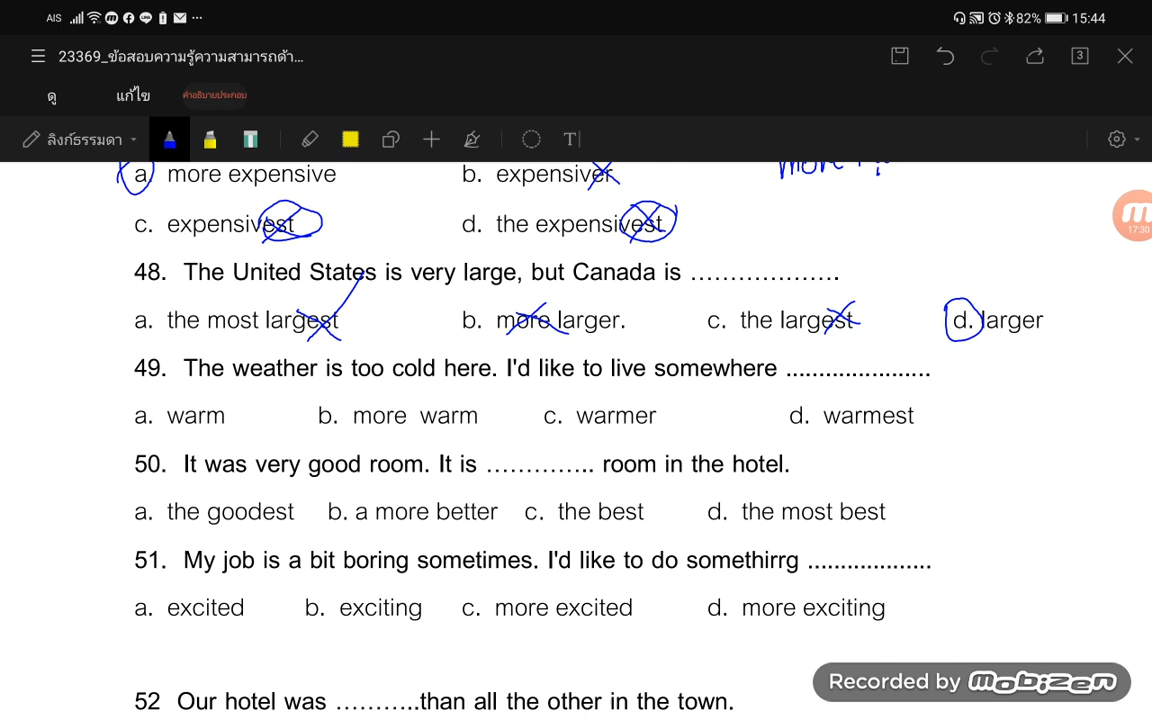 AIS 82% 15:44
23369_ข้อสอบความรู้ความสามารถด้า... 3
ดู แก้ไข คำอธิบายประกอบ
ลิงก์ธรรมดา T
a. more expensive b. expensiver more +
c. expensivest d. the expensivest
17:30
48. The United States is very large, but Canada is ……………….
a. the most largest b. more larger. c. the largest d. larger
49. The weather is too cold here. I'd like to live somewhere ......................
a. warm b. more warm c. warmer d. warmest
50. It was very good room. It is ………….. room in the hotel.
a. the goodest b. a more better c. the best d. the most best
51. My job is a bit boring sometimes. I'd like to do somethirrg ...................
a. excited b. exciting c. more excited d. more exciting
52 Our hotel was ………..than all the other in the town.
Recorded by mobizen